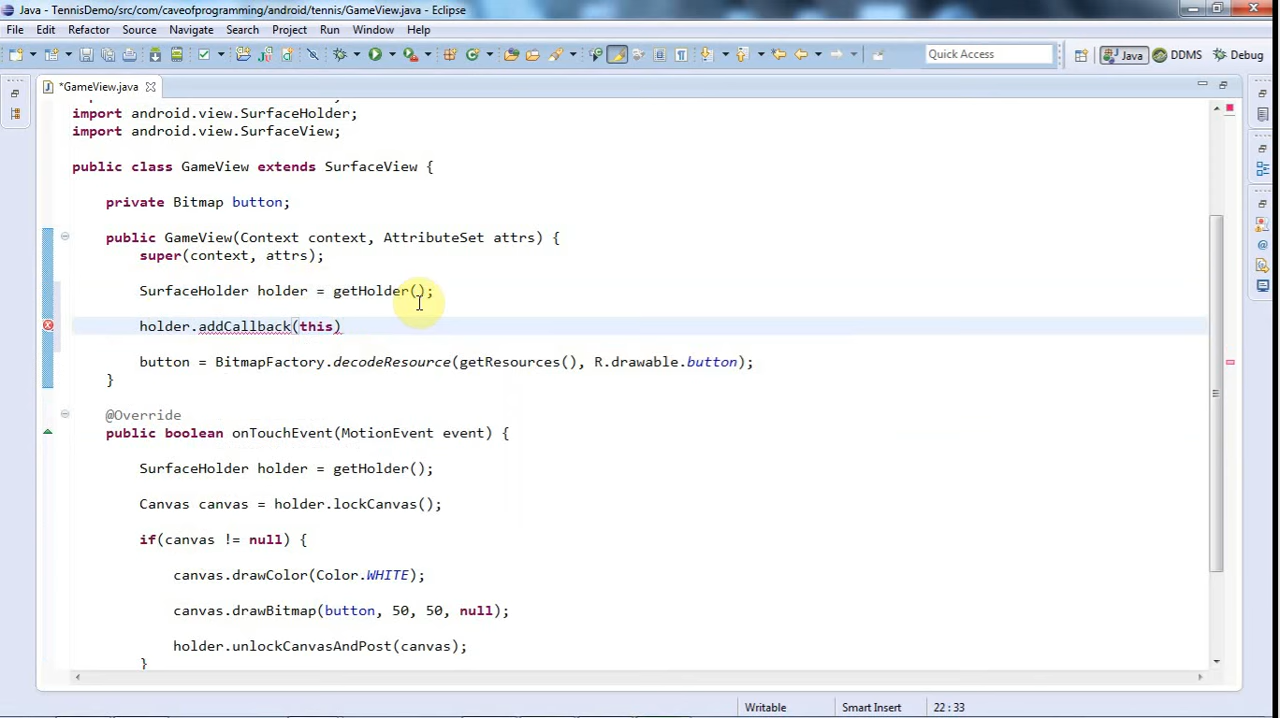 Java - TennisDemo/src/com/caveofprogramming/android/tennis/GameView.java - Eclipse
File Edit Refactor Source Navigate Search Project Run Window Help
Quick Access Java DDMS Debug
*GameView.java
import android.view.SurfaceHolder;
import android.view.SurfaceView;
public class GameView extends SurfaceView {
private Bitmap button;
public GameView(Context context, AttributeSet attrs) {
super(context, attrs);
SurfaceHolder holder = getHolder();
holder.addCallback(this)
button = BitmapFactory.decodeResource(getResources(), R.drawable.button);
}
@Override
public boolean onTouchEvent(MotionEvent event) {
SurfaceHolder holder = getHolder();
Canvas canvas = holder.lockCanvas();
if(canvas != null) {
canvas.drawColor(Color.WHITE);
canvas.drawBitmap(button, 50, 50, null);
holder.unlockCanvasAndPost(canvas);
}
Writable Smart Insert 22 : 33